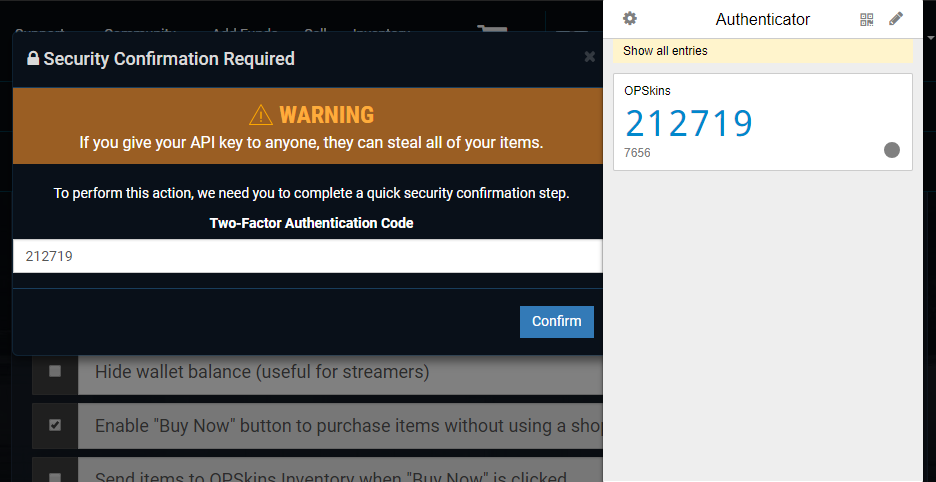 Support Community Add Funds Sell Inventory
Security Confirmation Required
WARNING
If you give your API key to anyone, they can steal all of your items.
To perform this action, we need you to complete a quick security confirmation step.
Two-Factor Authentication Code
212719
Confirm
Hide wallet balance (useful for streamers)
Enable "Buy Now" button to purchase items without using a shop
Send items to OPSkins Inventory when "Buy Now" is clicked
Authenticator
Show all entries
OPSkins
212719
7656